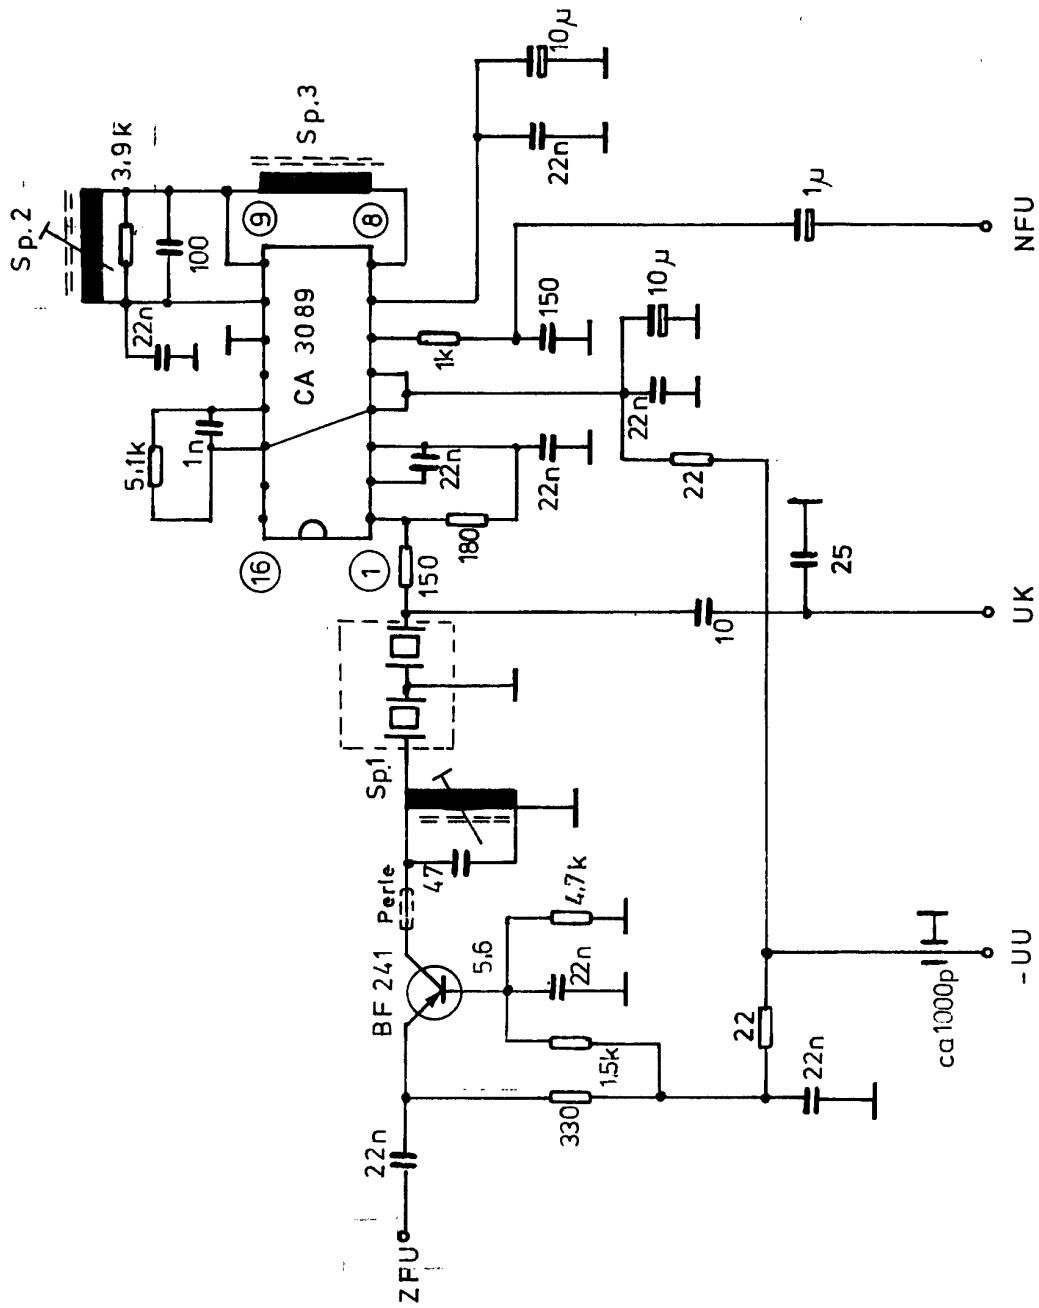 Sp.2
3,9k
100
22n
5,1k
1n
16
9
8
1
Sp.3
CA 3089
10µ
22n
1k
150
1µ
NFU
10µ
22n
22n
22n
22
180
150
10
25
UK
Sp.1
Perle
47
BF 241
5.6
4.7k
22n
1.5k
330
22n
ZFU
22
22n
ca 1000p
-UU